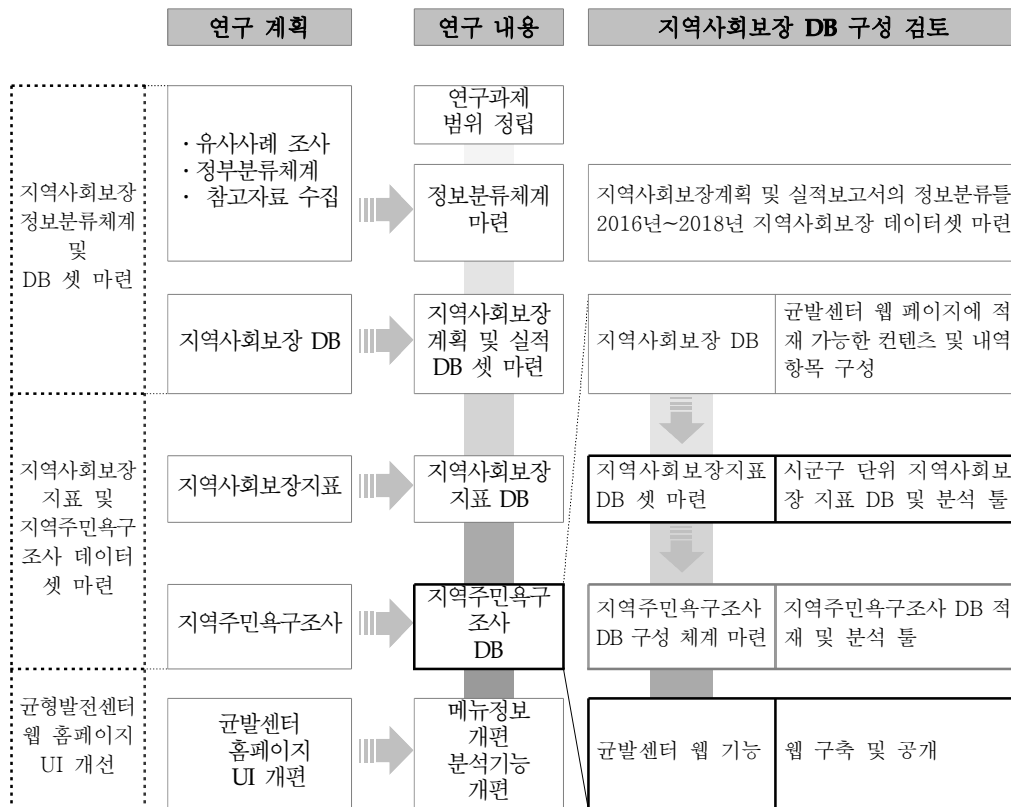 연구 계획
연구 내용
지역사회보장 DB 구성 검토
지역사회보장
정보분류체계
및
DB 셋 마련
· 유사사례 조사
· 정부분류체계
· 참고자료 수집
연구과제
범위 정립
정보분류체계
마련
지역사회보장계획 및 실적보고서의 정보분류틀
2016년~2018년 지역사회보장 데이터셋 마련
지역사회보장 DB
지역사회보장
계획 및 실적
DB 셋 마련
지역사회보장 DB
균발센터 웹 페이지에 적
재 가능한 컨텐츠 및 내역
항목 구성
지역사회보장
지표 및
지역주민욕구
조사 데이터
셋 마련
지역사회보장지표
지역사회보장
지표 DB
지역사회보장지표
DB 셋 마련
시군구 단위 지역사회보
장 지표 DB 및 분석 툴
지역주민욕구조사
지역주민욕구
조사
DB
지역주민욕구조사
DB 구성 체계 마련
지역주민욕구조사 DB 적
재 및 분석 툴
균형발전센터
웹 홈페이지
UI 개선
균발센터
홈페이지
UI 개편
메뉴정보
개편
분석기능
개편
균발센터 웹 기능
웹 구축 및 공개